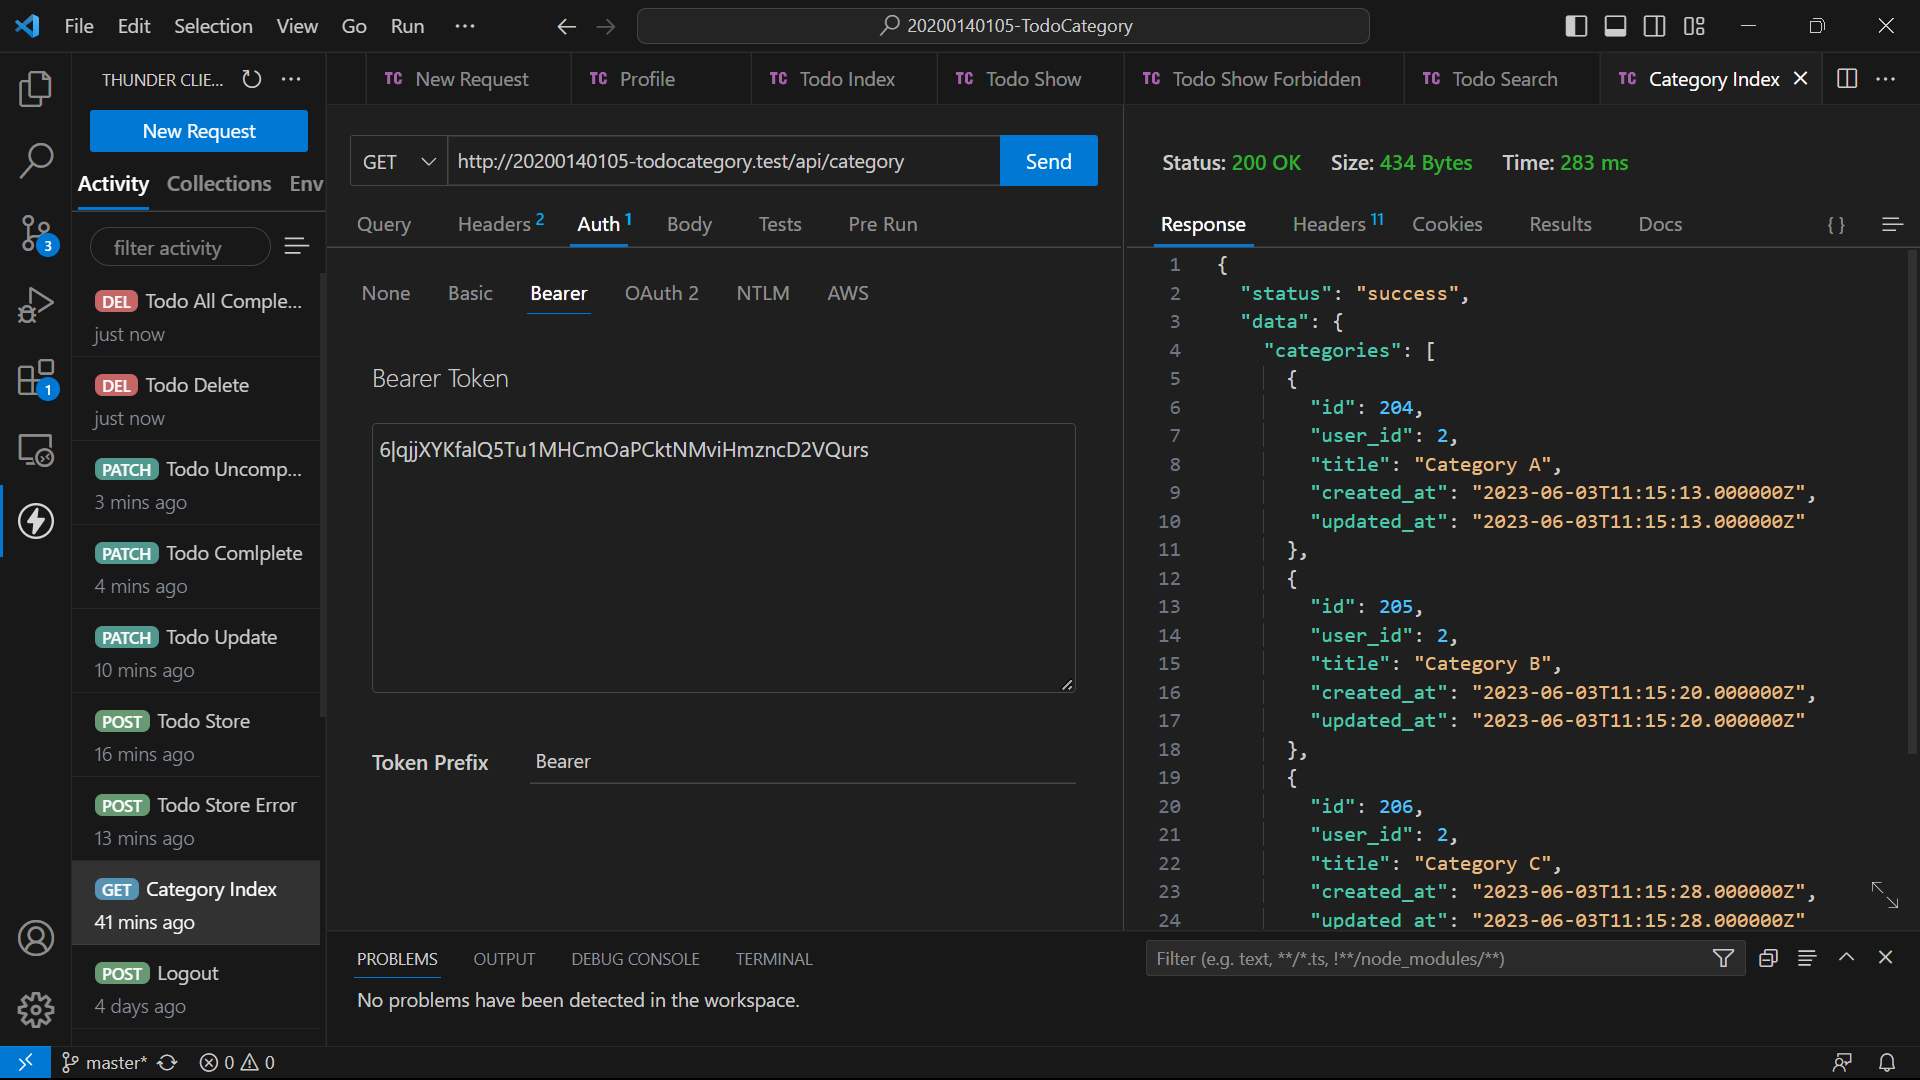 File Edit Selection View Go Run ···
20200140105-TodoCategory
THUNDER CLIE... ···
New Request
Activity Collections Env
filter activity
DEL Todo All Comple...
just now
DEL Todo Delete
just now
PATCH Todo Uncomp...
3 mins ago
PATCH Todo Comlplete
4 mins ago
PATCH Todo Update
10 mins ago
POST Todo Store
16 mins ago
POST Todo Store Error
13 mins ago
GET Category Index
41 mins ago
POST Logout
4 days ago
3
1
TC New Request
TC Profile
TC Todo Index
TC Todo Show
TC Todo Show Forbidden
TC Todo Search
TC Category Index
GET http://20200140105-todocategory.test/api/category Send
Query Headers 2 Auth 1 Body Tests Pre Run
None Basic Bearer OAuth 2 NTLM AWS
Bearer Token
6|qjjXYKfalQ5Tu1MHCmOaPCktNMviHmzncD2VQurs
Token Prefix Bearer
Status: 200 OK Size: 434 Bytes Time: 283 ms
Response Headers 11 Cookies Results Docs { }
1 {
2 "status": "success",
3 "data": {
4 "categories": [
5 {
6 "id": 204,
7 "user_id": 2,
8 "title": "Category A",
9 "created_at": "2023-06-03T11:15:13.000000Z",
10 "updated_at": "2023-06-03T11:15:13.000000Z"
11 },
12 {
13 "id": 205,
14 "user_id": 2,
15 "title": "Category B",
16 "created_at": "2023-06-03T11:15:20.000000Z",
17 "updated_at": "2023-06-03T11:15:20.000000Z"
18 },
19 {
20 "id": 206,
21 "user_id": 2,
22 "title": "Category C",
23 "created_at": "2023-06-03T11:15:28.000000Z",
24 "updated_at": "2023-06-03T11:15:28.000000Z"
PROBLEMS OUTPUT DEBUG CONSOLE TERMINAL
Filter (e.g. text, **/*.ts, !**/node_modules/**)
No problems have been detected in the workspace.
master* 0 0